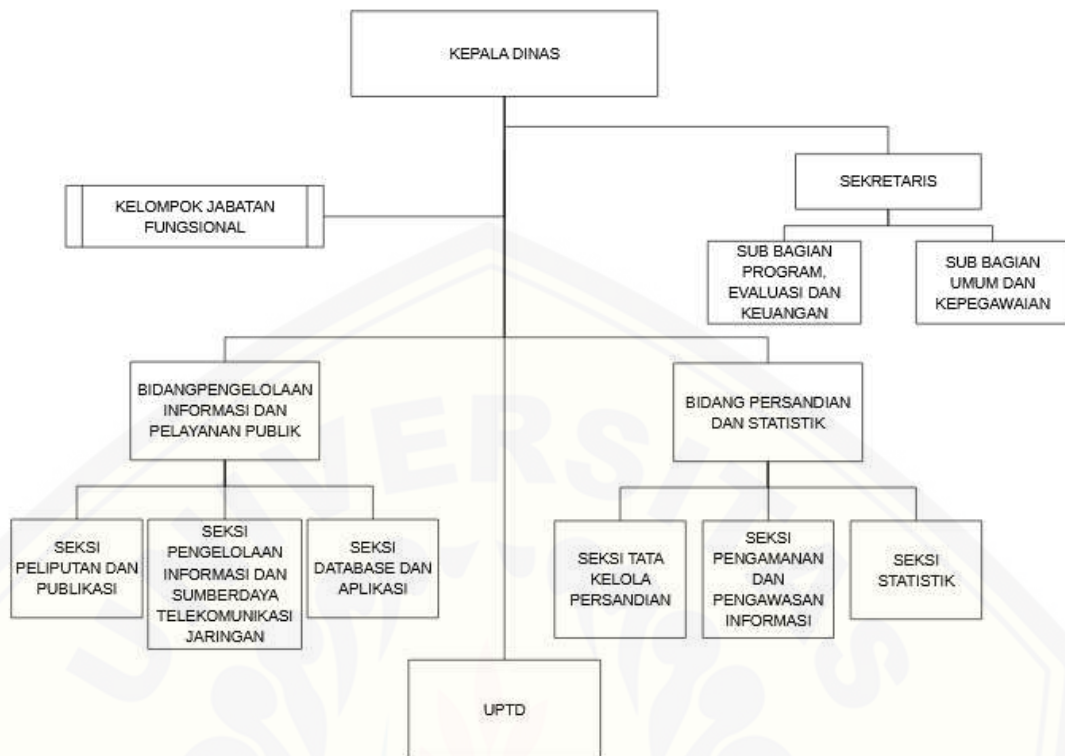 KEPALA DINAS
SEKRETARIS
KELOMPOK JABATAN
FUNGSIONAL
SUB BAGIAN
PROGRAM,
EVALUASI DAN
KEUANGAN
SUB BAGIAN
UMUM DAN
KEPEGAWAIAN
BIDANGPENGELOLAAN
INFORMASI DAN
PELAYANAN PUBLIK
BIDANG PERSANDIAN
DAN STATISTIK
SEKSI
PELIPUTAN DAN
PUBLIKASI
SEKSI
PENGELOLAAN
INFORMASI DAN
SUMBERDAYA
TELEKOMUNIKASI
JARINGAN
SEKSI
DATABASE DAN
APLIKASI
SEKSI TATA
KELOLA
PERSANDIAN
SEKSI
PENGAMANAN
DAN
PENGAWASAN
INFORMASI
SEKSI
STATISTIK
UPTD
UNIVERSITAS